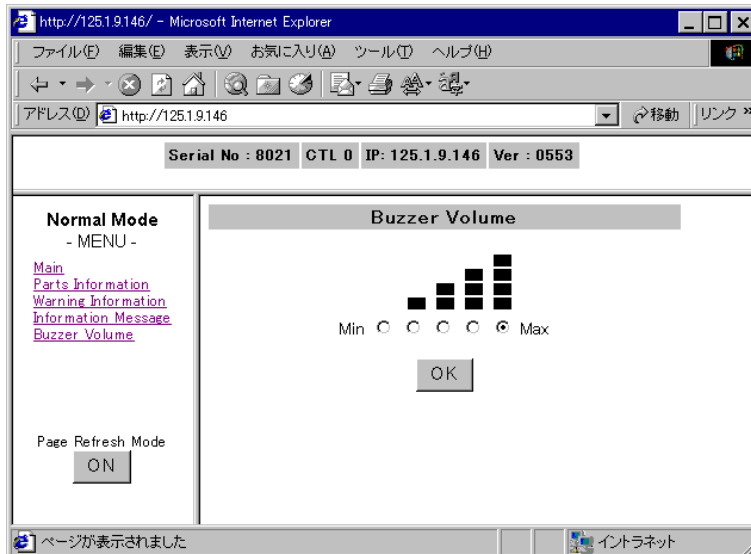 http://125.1.9.146/ - Microsoft Internet Explorer
ファイル(F) 編集(E) 表示(V) お気に入り(A) ツール(T) ヘルプ(H)
アドレス(D) http://125.1.9.146 移動 リンク »
Serial No : 8021 CTL 0 IP: 125.1.9.146 Ver : 0553
Normal Mode
- MENU -
Main
Parts Information
Warning Information
Information Message
Buzzer Volume
Page Refresh Mode
ON
Buzzer Volume
Min Max
OK
ページが表示されました イントラネット